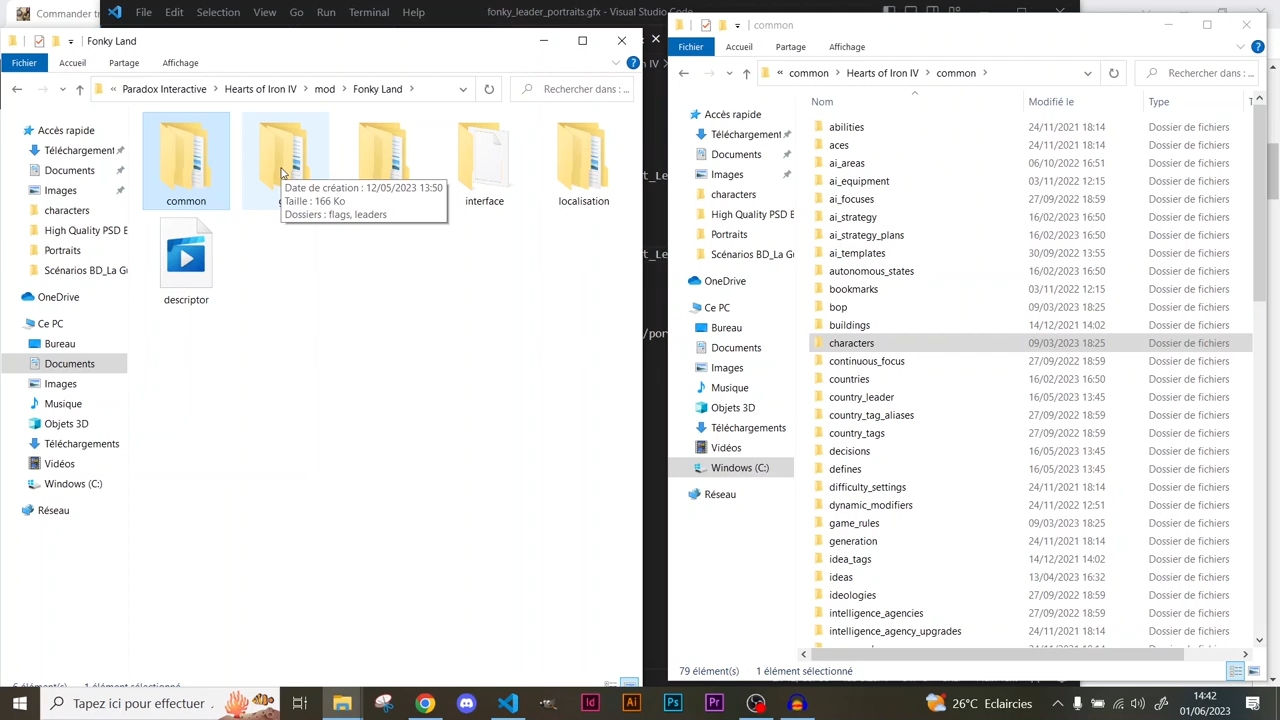 Commander
File Edit Selection View Go Run Terminal Help
fonky_leader_portraits.gfx - Visual Studio
Fonky Land
Fichier Accueil Partage Affichage
« Paradox Interactive > Hearts of Iron IV > mod > Fonky Land >
Rechercher dans : ...
Accès rapide
Téléchargement
Documents
Images
characters
High Quality PSD E
Portraits
Scénarios BD_La Gu
OneDrive
Ce PC
Bureau
Documents
Images
Musique
Objets 3D
Téléchargements
Vidéos
Windows (C:)
Réseau
common
interface
localisation
descriptor
Date de création : 12/05/2023 13:50
Taille : 166 Ko
Dossiers : flags, leaders
common
Fichier Accueil Partage Affichage
« common > Hearts of Iron IV > common >
Rechercher dans : ...
Accès rapide
Téléchargement
Documents
Images
characters
High Quality PSD E
Portraits
Scénarios BD_La Gu
OneDrive
Ce PC
Bureau
Documents
Images
Musique
Objets 3D
Téléchargements
Vidéos
Windows (C:)
Réseau
Nom Modifié le Type T
abilities 24/11/2021 18:14 Dossier de fichiers
aces 24/11/2021 18:14 Dossier de fichiers
ai_areas 06/10/2022 16:51 Dossier de fichiers
ai_equipment 03/11/2022 12:15 Dossier de fichiers
ai_focuses 27/09/2022 18:59 Dossier de fichiers
ai_strategy 16/02/2023 16:50 Dossier de fichiers
ai_strategy_plans 16/02/2023 16:50 Dossier de fichiers
ai_templates 30/09/2022 13:55 Dossier de fichiers
autonomous_states 16/02/2023 16:50 Dossier de fichiers
bookmarks 03/11/2022 12:15 Dossier de fichiers
bop 09/03/2023 18:25 Dossier de fichiers
buildings 14/12/2021 14:02 Dossier de fichiers
characters 09/03/2023 18:25 Dossier de fichiers
continuous_focus 27/09/2022 18:59 Dossier de fichiers
countries 16/02/2023 16:50 Dossier de fichiers
country_leader 16/05/2023 13:45 Dossier de fichiers
country_tag_aliases 27/09/2022 18:59 Dossier de fichiers
country_tags 27/09/2022 18:59 Dossier de fichiers
decisions 16/05/2023 13:45 Dossier de fichiers
defines 16/05/2023 13:45 Dossier de fichiers
difficulty_settings 24/11/2021 18:14 Dossier de fichiers
dynamic_modifiers 24/11/2022 12:51 Dossier de fichiers
game_rules 09/03/2023 18:25 Dossier de fichiers
generation 24/11/2021 18:14 Dossier de fichiers
idea_tags 14/12/2021 14:02 Dossier de fichiers
ideas 13/04/2023 16:32 Dossier de fichiers
ideologies 27/09/2022 18:59 Dossier de fichiers
intelligence_agencies 27/09/2022 18:59 Dossier de fichiers
intelligence_agency_upgrades 24/11/2021 18:14 Dossier de fichiers
79 élément(s) 1 élément sélectionné
Taper ici pour effectuer
26°C Eclaircies
14:42
01/06/2023